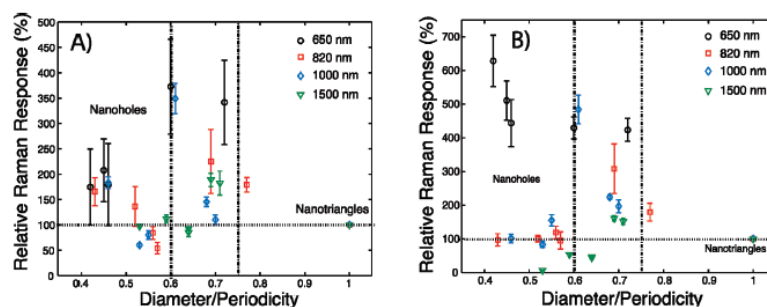 A)
Relative Raman Response (%)
500
450
400
350
300
250
200
150
100
50
0
650 nm
820 nm
1000 nm
1500 nm
Nanoholes
Nanotriangles
0.4 0.5 0.6 0.7 0.8 0.9 1
Diameter/Periodicity
B)
Relative Raman Response (%)
700
600
500
400
300
200
100
0
650 nm
820 nm
1000 nm
1500 nm
Nanoholes
Nanotriangles
0.4 0.5 0.6 0.7 0.8 0.9 1
Diameter/Periodicity